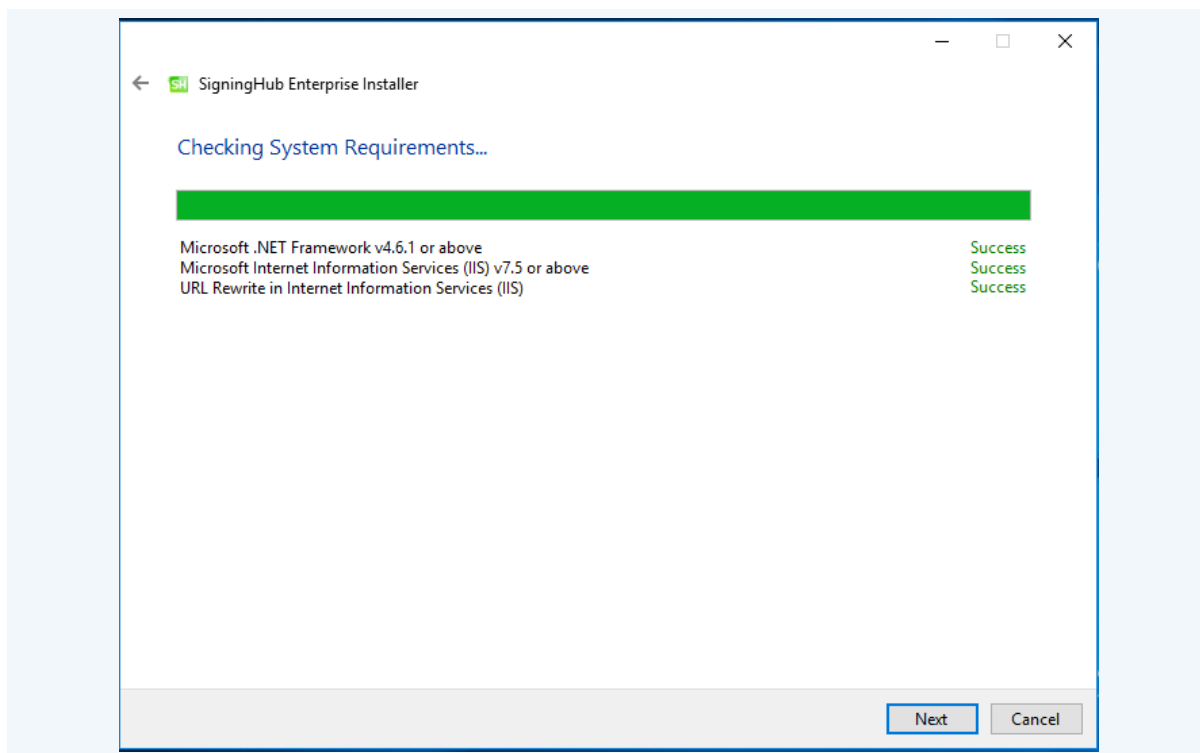 SH SigningHub Enterprise Installer
Checking System Requirements...
Microsoft .NET Framework v4.6.1 or above Success
Microsoft Internet Information Services (IIS) v7.5 or above Success
URL Rewrite in Internet Information Services (IIS) Success
Next Cancel